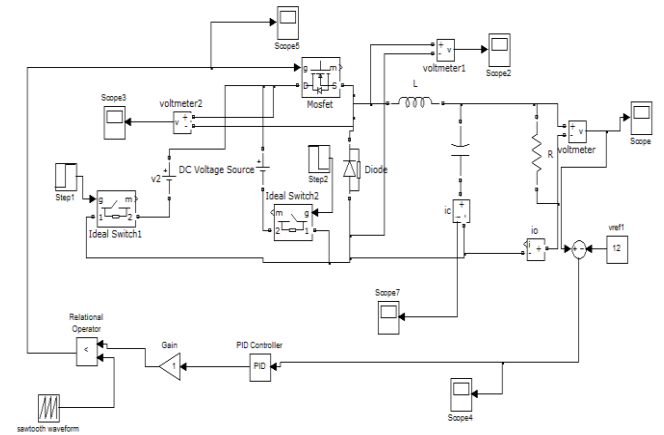 Scope5
g m
D S
Mosfet
+
-
v
voltmeter1
Scope2
Scope3
voltmeter2
v
+
-
L
Scope
+
-
v
voltmeter
R
Step1
v2
+
DC Voltage Source
+
Step2
Diode
g m
1 2
Ideal Switch1
Ideal Switch2
m g
2 1
ic
+
-
i
io
i
+
-
+ -
vref1
12
Scope7
Relational
Operator
<
Gain
1
PID Controller
PID
Scope4
sawtooth waveform